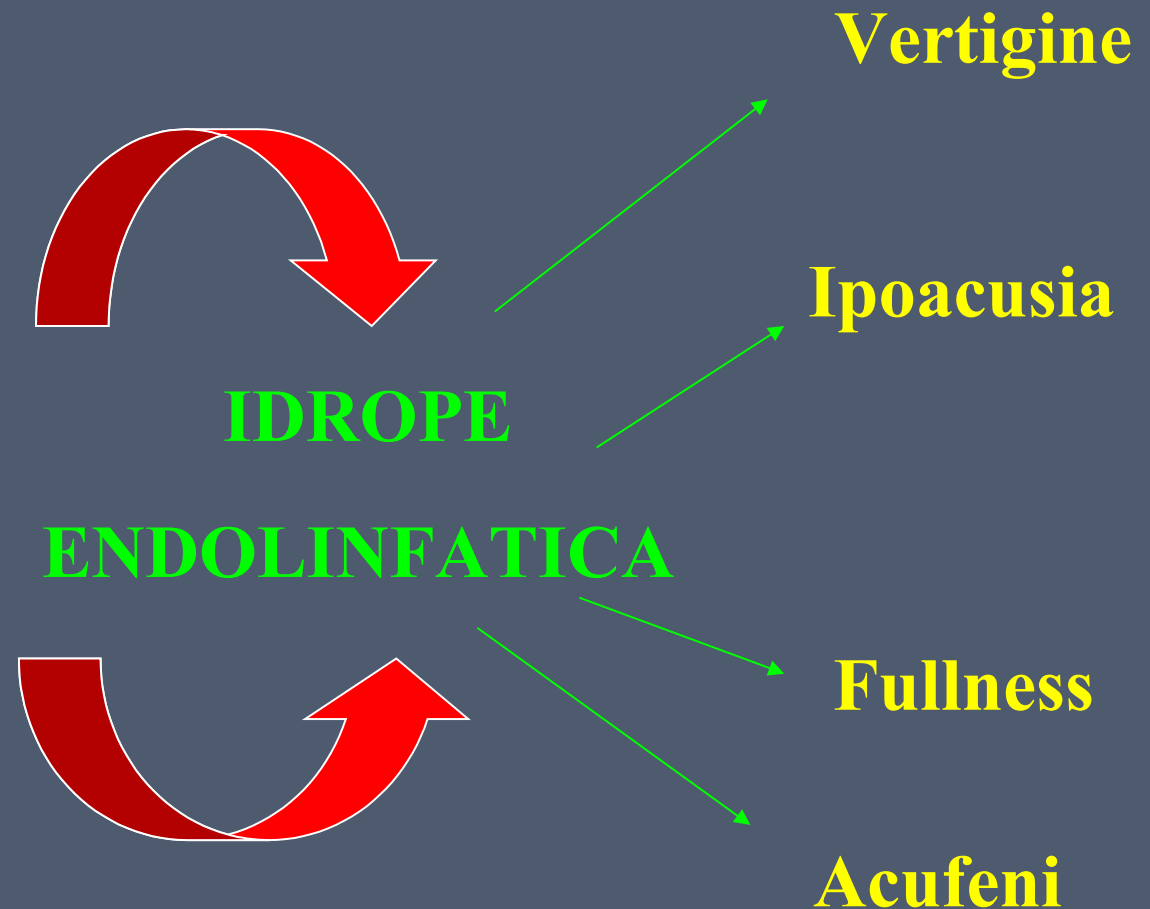 Vertigine
Ipoacusia
IDROPE
ENDOLINFATICA
Fullness
Acufeni